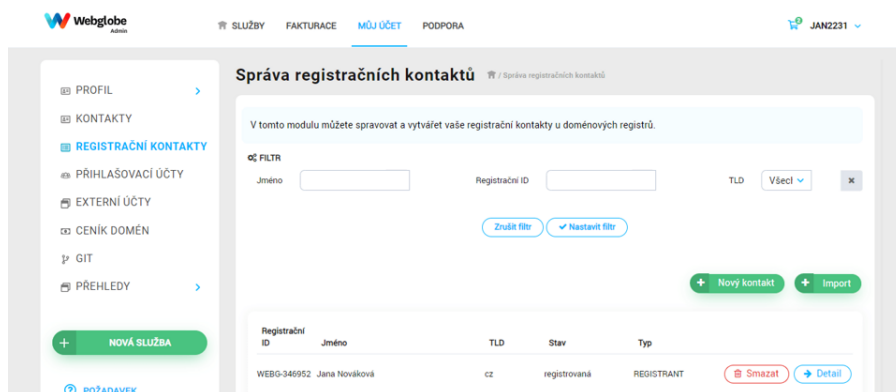 Webglobe
Admin
SLUŽBY FAKTURACE MŮJ ÚČET PODPORA
0 JAN2231
PROFIL
KONTAKTY
REGISTRAČNÍ KONTAKTY
PŘIHLAŠOVACÍ ÚČTY
EXTERNÍ ÚČTY
CENÍK DOMÉN
GIT
PŘEHLEDY
+ NOVÁ SLUŽBA
? POŽADAVEK
Správa registračních kontaktů / Správa registračních kontaktů
V tomto modulu můžete spravovat a vytvářet vaše registrační kontakty u doménových registrů.
FILTR
Jméno Registrační ID TLD Všecl
Zrušit filtr Nastavit filtr
+ Nový kontakt + Import
Registrační
ID Jméno TLD Stav Typ
WEBG-346952 Jana Nováková cz registrovaná REGISTRANT Smazat Detail